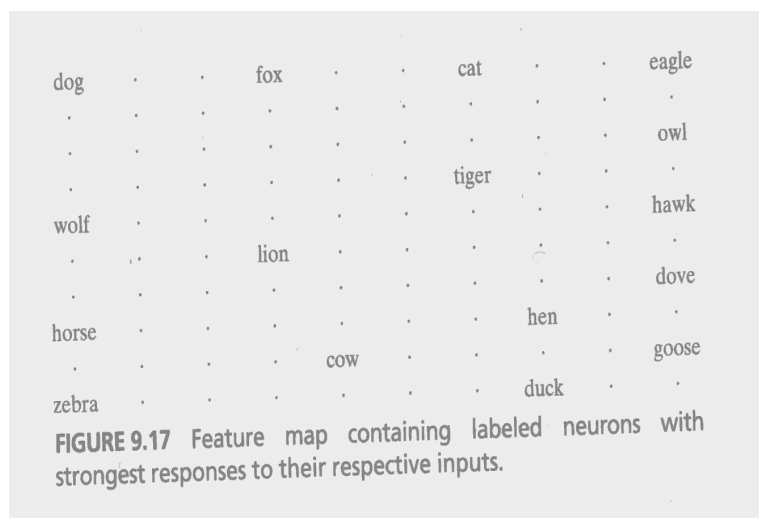 dog . . fox . . cat . . eagle
. . . . . . . . . .
. . . . . . . . . owl
. . . . . . tiger . . .
wolf . . . . . . . . hawk
. . . lion . . . . . .
. . . . . . . . . dove
horse . . . . . . hen . .
. . . . cow . . . . goose
zebra . . . . . . duck . .
FIGURE 9.17 Feature map containing labeled neurons with
strongest responses to their respective inputs.